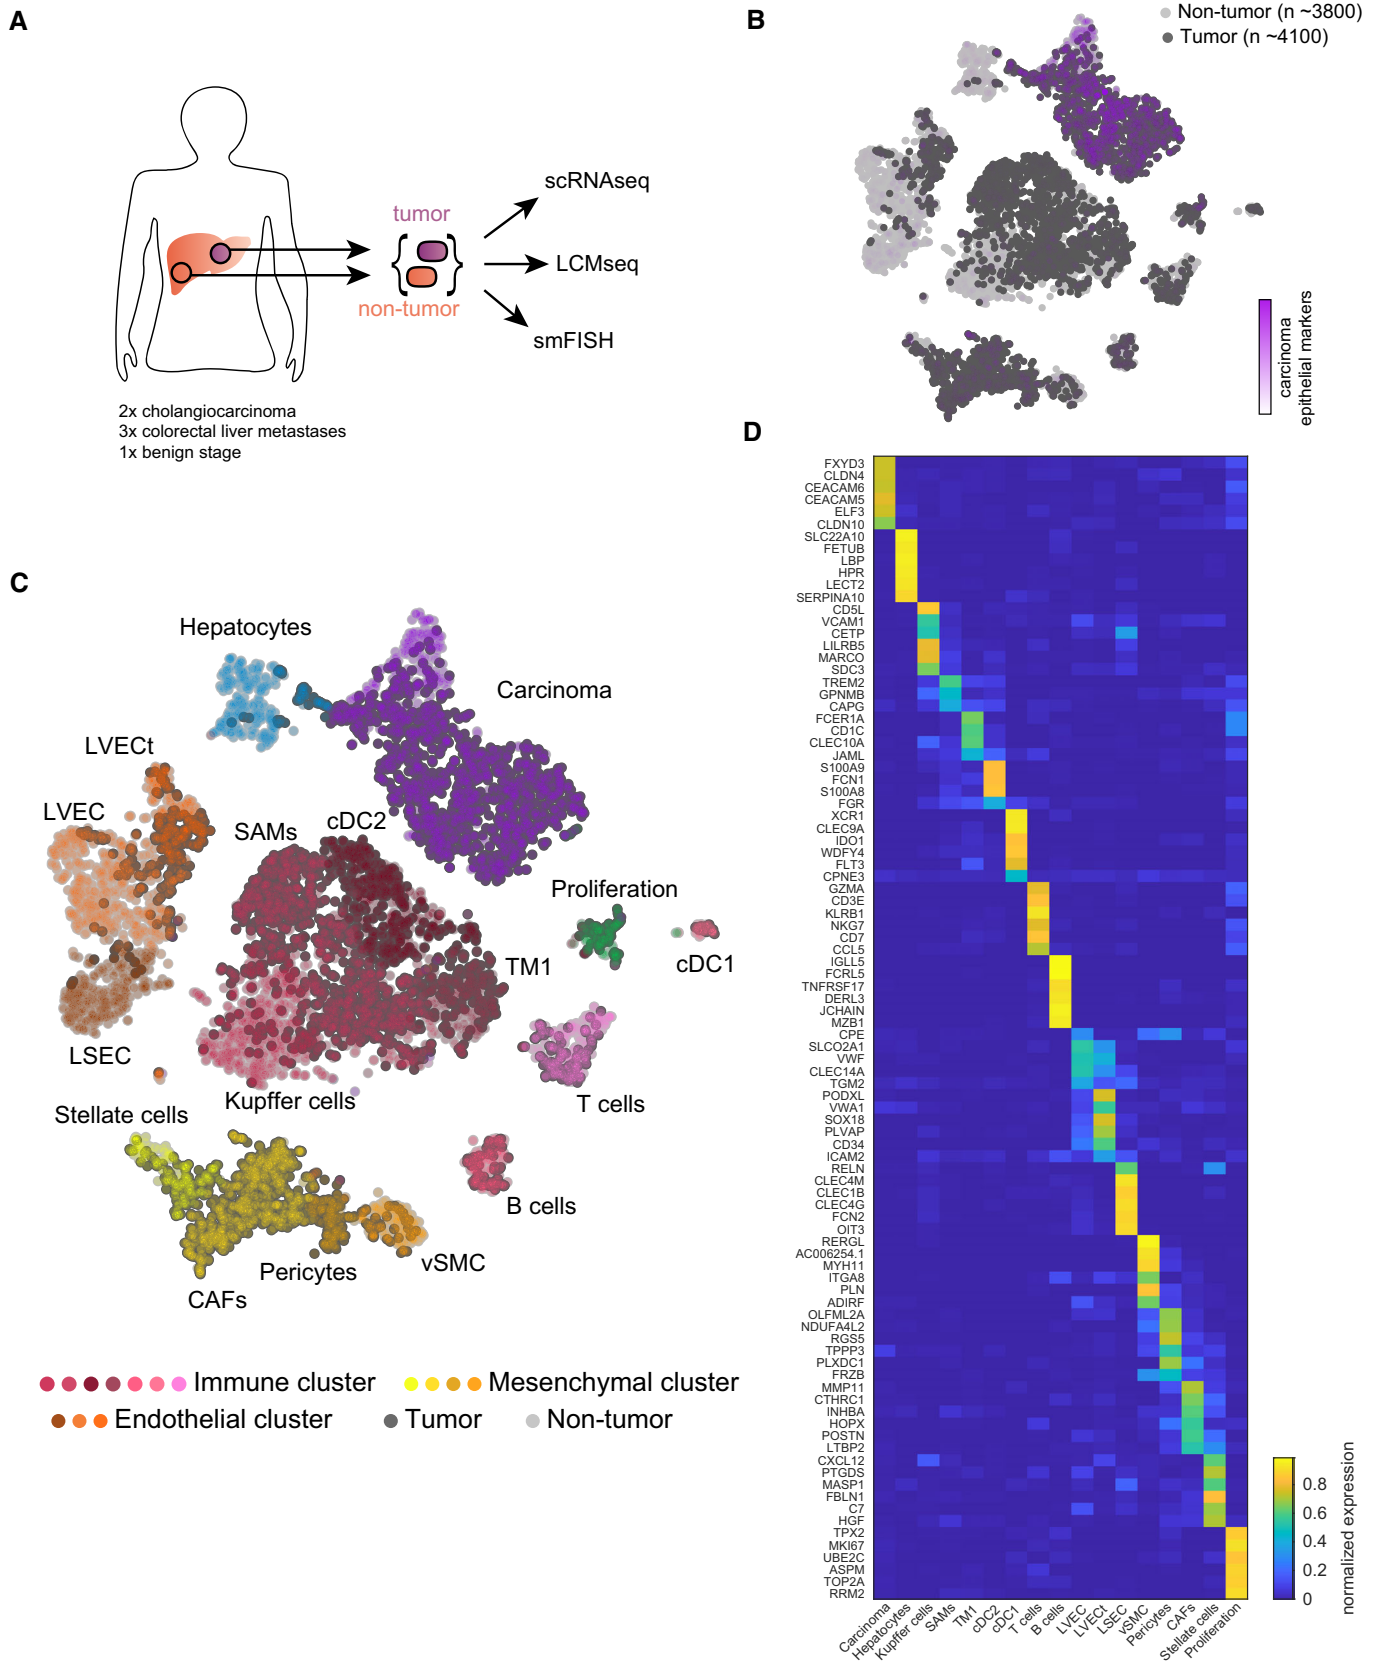 A
tumor
non-tumor
scRNAseq
LCMseq
smFISH
2x cholangiocarcinoma
3x colorectal liver metastases
1x benign stage
B
Non-tumor (n ~3800)
Tumor (n ~4100)
carcinoma
epithelial markers
C
Hepatocytes
Carcinoma
LVECt
LVEC
SAMs
cDC2
Proliferation
cDC1
TM1
LSEC
Kupffer cells
T cells
Stellate cells
B cells
vSMC
Pericytes
CAFs
Immune cluster
Mesenchymal cluster
Endothelial cluster
Tumor
Non-tumor
D
FXYD3
CLDN4
CEACAM6
CEACAM5
ELF3
CLDN10
SLC22A10
FETUB
LBP
HPR
LECT2
SERPINA10
CD5L
VCAM1
CETP
LILRB5
MARCO
SDC3
TREM2
GPNMB
CAPG
FCER1A
CD1C
CLEC10A
JAML
S100A9
FCN1
S100A8
FGR
XCR1
CLEC9A
IDO1
WDFY4
FLT3
CPNE3
GZMA
CD3E
KLRB1
NKG7
CD7
CCL5
IGLL5
FCRL5
TNFRSF17
DERL3
JCHAIN
MZB1
CPE
SLCO2A1
VWF
CLEC14A
TGM2
PODXL
VWA1
SOX18
PLVAP
CD34
ICAM2
RELN
CLEC4M
CLEC1B
CLEC4G
FCN2
OIT3
RERGL
AC006254.1
MYH11
ITGA8
PLN
ADIRF
OLFML2A
NDUFA4L2
RGS5
TPPP3
PLXDC1
FRZB
MMP11
CTHRC1
INHBA
HOPX
POSTN
LTBP2
CXCL12
PTGDS
MASP1
FBLN1
C7
HGF
TPX2
MKI67
UBE2C
ASPM
TOP2A
RRM2
Carcinoma
Hepatocytes
Kupffer cells
SAMs
TM1
cDC2
cDC1
T cells
B cells
LVEC
LVECt
LSEC
vSMC
Pericytes
CAFs
Stellate cells
Proliferation
0.8
0.6
0.4
0.2
0
normalized expression